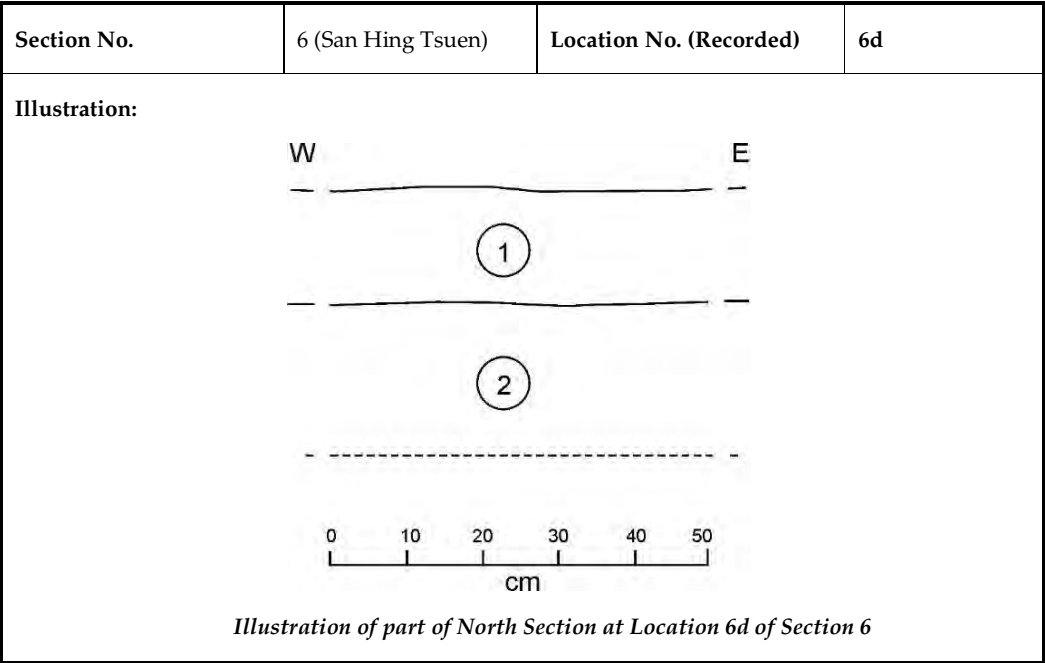 Section No. 6 (San Hing Tsuen) Location No. (Recorded) 6d
Illustration:
W E
1
2
0 10 20 30 40 50
cm
Illustration of part of North Section at Location 6d of Section 6